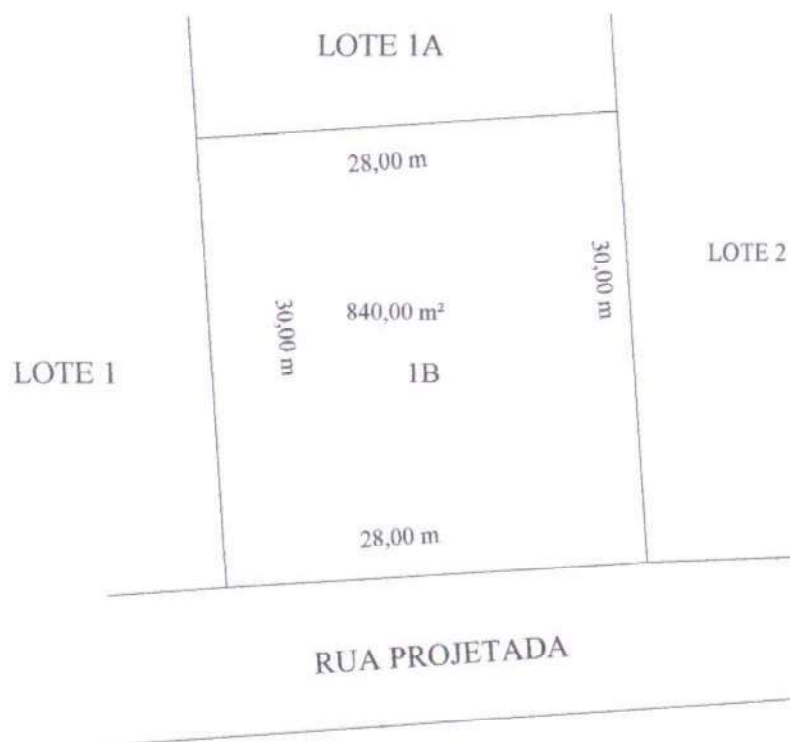 LOTE 1A
28,00 m
30,00 m
LOTE 2
30,00 m
840,00 m²
LOTE 1
1B
28,00 m
RUA PROJETADA